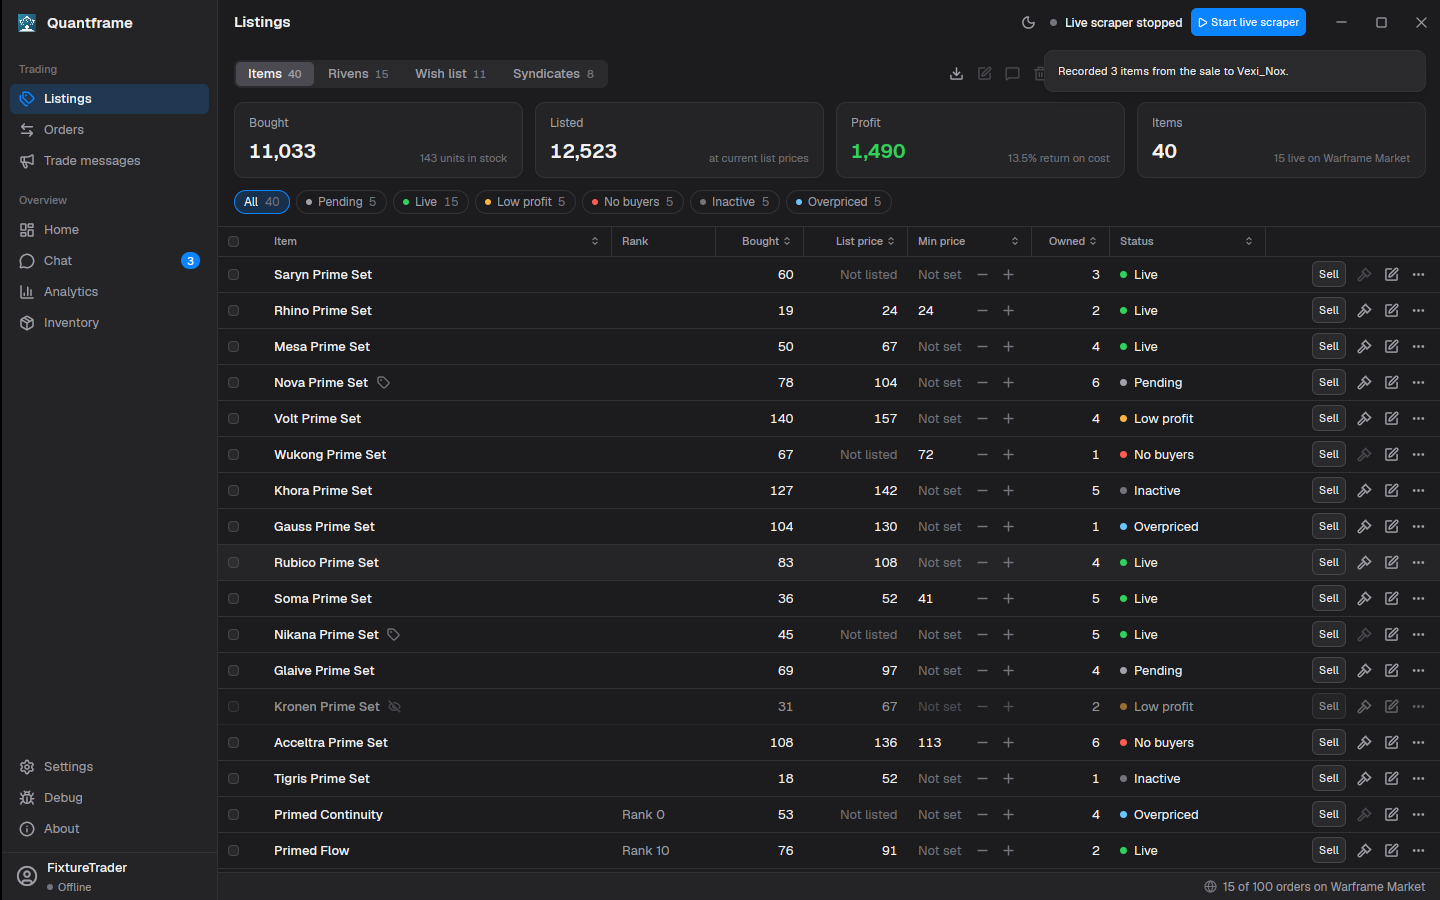 Quantframe
Listings
Live scraper stopped
Start live scraper
Recorded 3 items from the sale to Vexi_Nox.
Trading
Listings
Orders
Trade messages
Overview
Home
Chat 3
Analytics
Inventory
Settings
Debug
About
FixtureTrader
Offline
Items 40 Rivens 15 Wish list 11 Syndicates 8
Bought
11,033 143 units in stock
Listed
12,523 at current list prices
Profit
1,490 13.5% return on cost
Items
40 15 live on Warframe Market
All 40 Pending 5 Live 15 Low profit 5 No buyers 5 Inactive 5 Overpriced 5
Item Rank Bought List price Min price Owned Status
Saryn Prime Set 60 Not listed Not set 3 Live Sell
Rhino Prime Set 19 24 24 2 Live Sell
Mesa Prime Set 50 67 Not set 4 Live Sell
Nova Prime Set 78 104 Not set 6 Pending Sell
Volt Prime Set 140 157 Not set 4 Low profit Sell
Wukong Prime Set 67 Not listed 72 1 No buyers Sell
Khora Prime Set 127 142 Not set 5 Inactive Sell
Gauss Prime Set 104 130 Not set 1 Overpriced Sell
Rubico Prime Set 83 108 Not set 4 Live Sell
Soma Prime Set 36 52 41 5 Live Sell
Nikana Prime Set 45 Not listed Not set 5 Live Sell
Glaive Prime Set 69 97 Not set 4 Pending Sell
Kronen Prime Set 31 67 Not set 2 Low profit Sell
Acceltra Prime Set 108 136 113 6 No buyers Sell
Tigris Prime Set 18 52 Not set 1 Inactive Sell
Primed Continuity Rank 0 53 Not listed Not set 4 Overpriced Sell
Primed Flow Rank 10 76 91 Not set 2 Live Sell
15 of 100 orders on Warframe Market